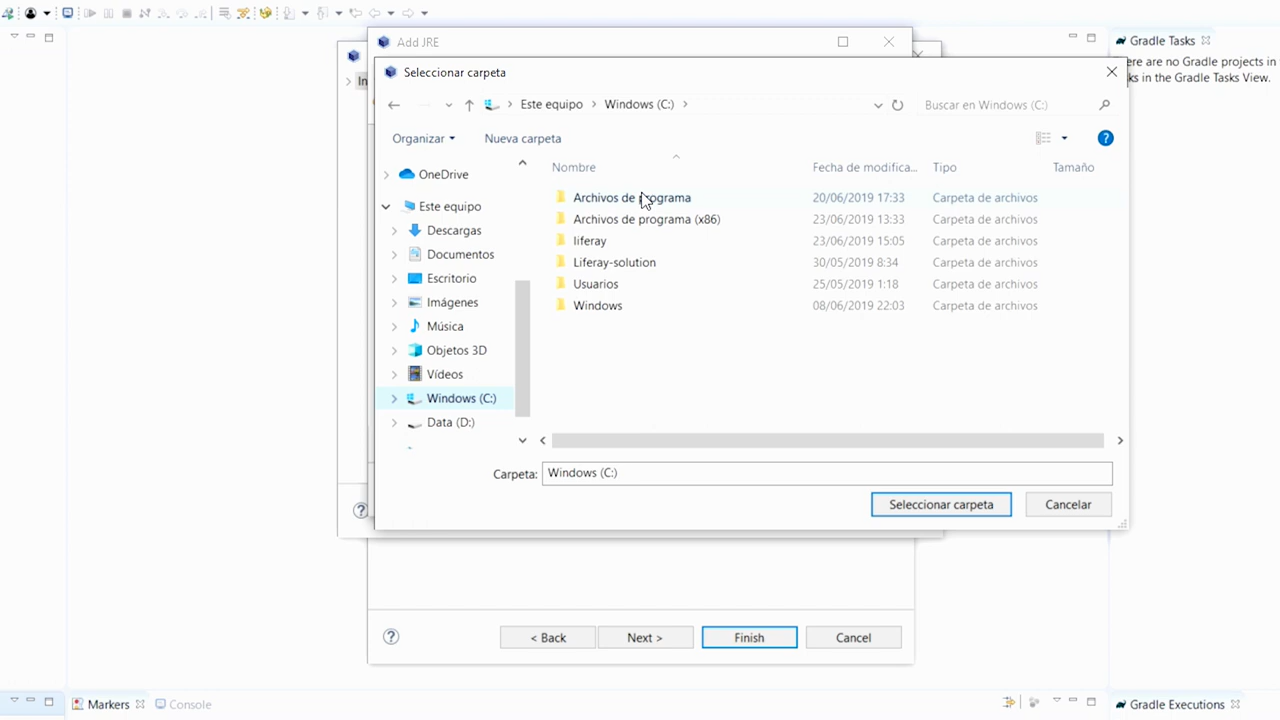 Add JRE
Gradle Tasks
ere are no Gradle projects in
ks in the Gradle Tasks View.
In
Seleccionar carpeta
Este equipo
Windows (C:)
Buscar en Windows (C:)
Organizar
Nueva carpeta
Nombre
Fecha de modifica...
Tipo
Tamaño
OneDrive
Este equipo
Descargas
Documentos
Escritorio
Imágenes
Música
Objetos 3D
Vídeos
Windows (C:)
Data (D:)
Archivos de programa 20/06/2019 17:33 Carpeta de archivos
Archivos de programa (x86) 23/06/2019 13:33 Carpeta de archivos
liferay 23/06/2019 15:05 Carpeta de archivos
Liferay-solution 30/05/2019 8:34 Carpeta de archivos
Usuarios 25/05/2019 1:18 Carpeta de archivos
Windows 08/06/2019 22:03 Carpeta de archivos
Carpeta: Windows (C:)
Seleccionar carpeta
Cancelar
< Back
Next >
Finish
Cancel
Markers
Console
Gradle Executions